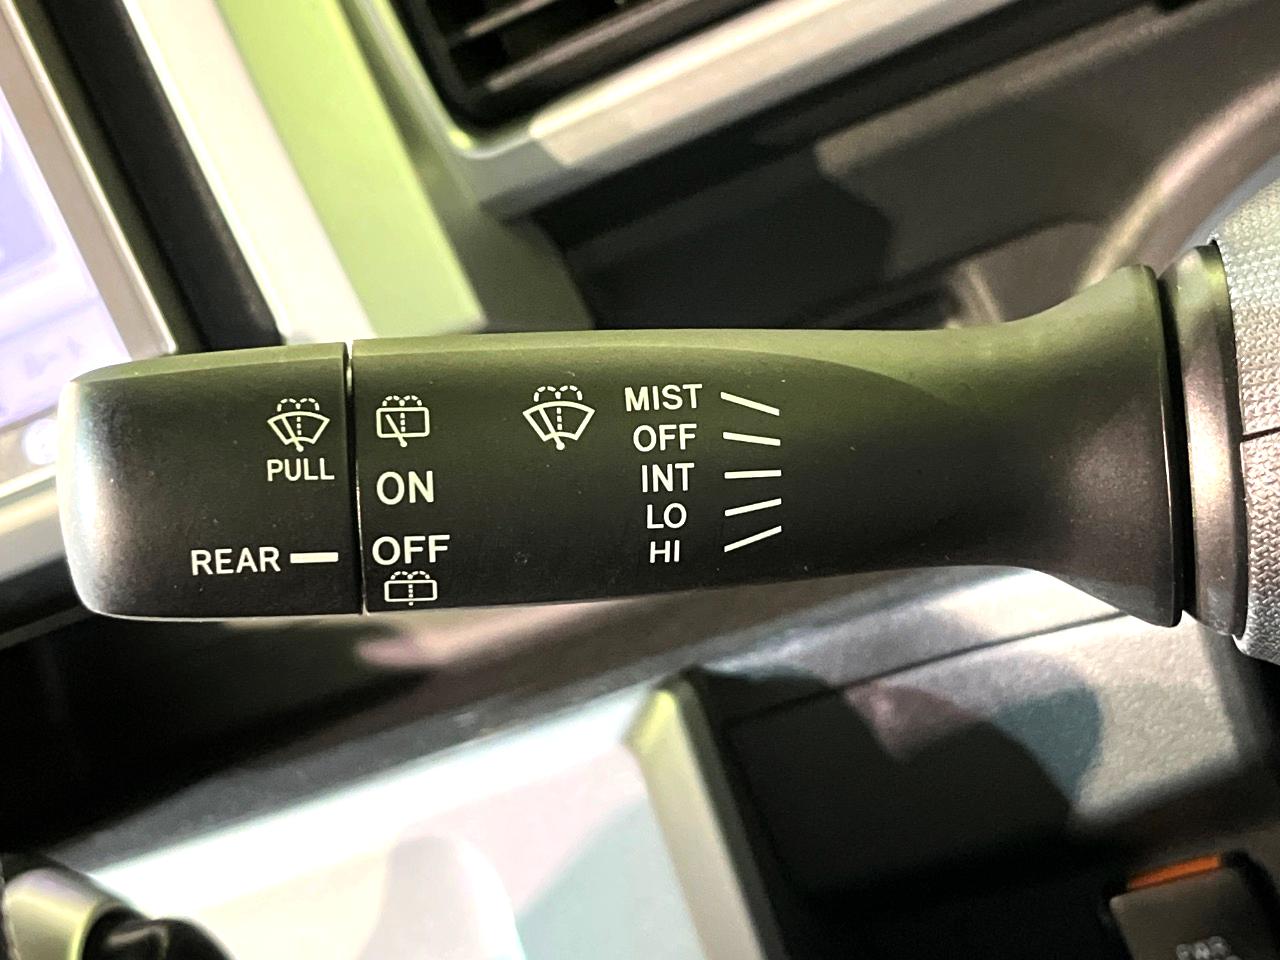 PULL
REAR
ON
OFF
MIST
OFF
INT
LO
HI